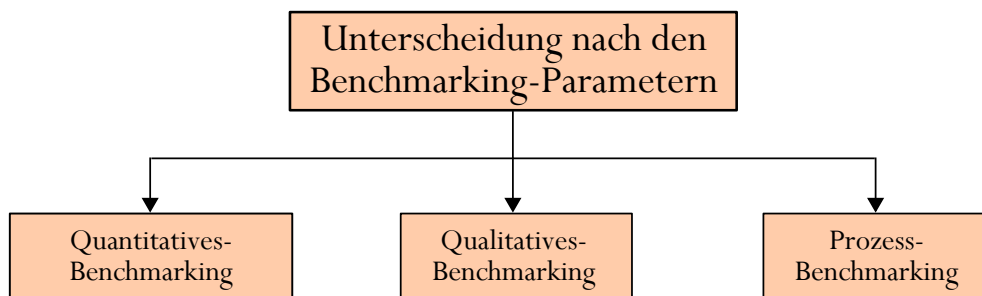 Unterscheidung nach den
Benchmarking-Parametern
Quantitatives-
Benchmarking
Qualitatives-
Benchmarking
Prozess-
Benchmarking